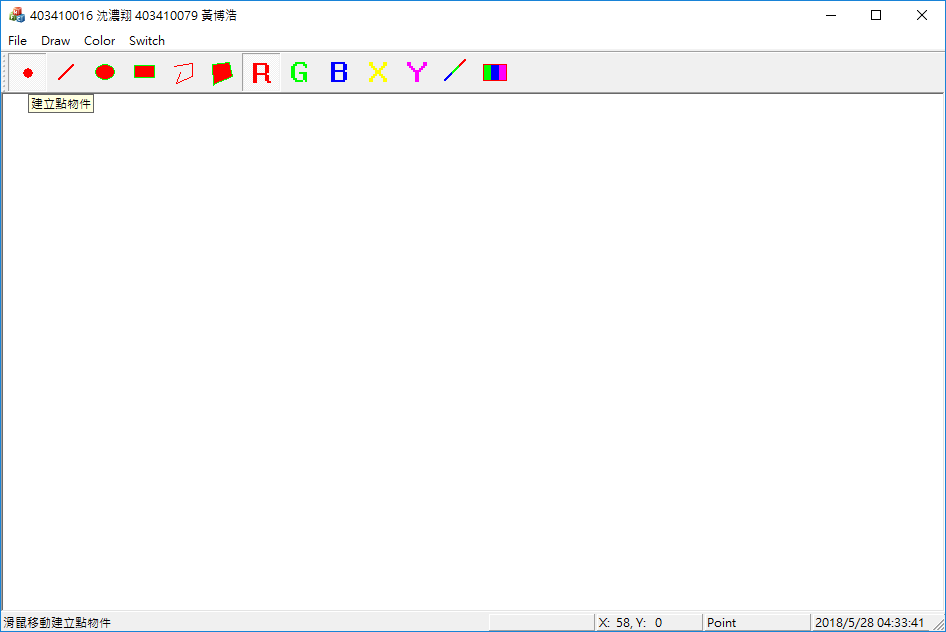 403410016 沈濃翔 403410079 黃博浩
File Draw Color Switch
R G B X Y
建立點物件
滑鼠移動建立點物件 X: 58, Y: 0 Point 2018/5/28 04:33:41